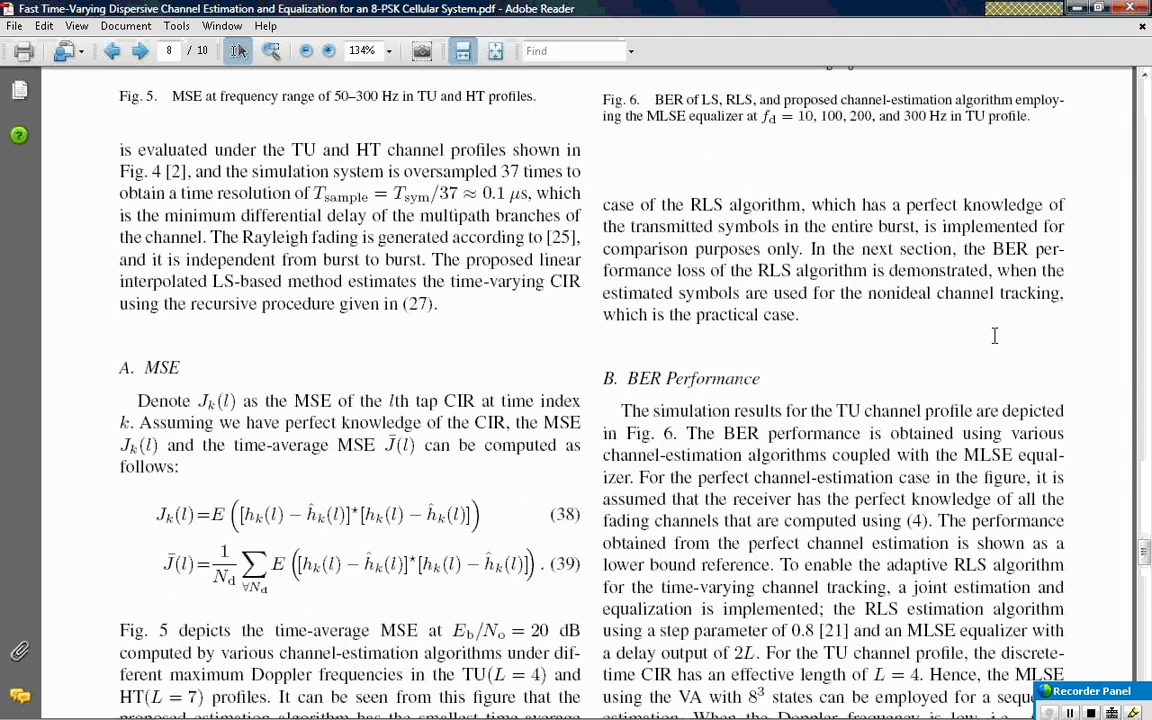 Fast Time-Varying Dispersive Channel Estimation and Equalization for an 8-PSK Cellular System.pdf - Adobe Reader
File Edit View Document Tools Window Help
8 / 10 134% Find
Fig. 5. MSE at frequency range of 50–300 Hz in TU and HT profiles.
is evaluated under the TU and HT channel profiles shown in
Fig. 4 [2], and the simulation system is oversampled 37 times to
obtain a time resolution of T_sample = T_sym/37 ≈ 0.1 μs, which
is the minimum differential delay of the multipath branches of
the channel. The Rayleigh fading is generated according to [25],
and it is independent from burst to burst. The proposed linear
interpolated LS-based method estimates the time-varying CIR
using the recursive procedure given in (27).
A. MSE
Denote J_k(l) as the MSE of the lth tap CIR at time index
k. Assuming we have perfect knowledge of the CIR, the MSE
J_k(l) and the time-average MSE J̄(l) can be computed as
follows:
J_k(l)=E ([h_k(l) − ĥ_k(l)]*[h_k(l) − ĥ_k(l)]) (38)
J̄(l)= 1/N_d ∑_{∀N_d} E ([h_k(l) − ĥ_k(l)]*[h_k(l) − ĥ_k(l)]) . (39)
Fig. 5 depicts the time-average MSE at E_b/N_o = 20 dB
computed by various channel-estimation algorithms under dif-
ferent maximum Doppler frequencies in the TU(L = 4) and
HT(L = 7) profiles. It can be seen from this figure that the
proposed estimation algorithm has the smallest time-average
Fig. 6. BER of LS, RLS, and proposed channel-estimation algorithm employ-
ing the MLSE equalizer at f_d = 10, 100, 200, and 300 Hz in TU profile.
case of the RLS algorithm, which has a perfect knowledge of
the transmitted symbols in the entire burst, is implemented for
comparison purposes only. In the next section, the BER per-
formance loss of the RLS algorithm is demonstrated, when the
estimated symbols are used for the nonideal channel tracking,
which is the practical case.
B. BER Performance
The simulation results for the TU channel profile are depicted
in Fig. 6. The BER performance is obtained using various
channel-estimation algorithms coupled with the MLSE equal-
izer. For the perfect channel-estimation case in the figure, it is
assumed that the receiver has the perfect knowledge of all the
fading channels that are computed using (4). The performance
obtained from the perfect channel estimation is shown as a
lower bound reference. To enable the adaptive RLS algorithm
for the time-varying channel tracking, a joint estimation and
equalization is implemented; the RLS estimation algorithm
using a step parameter of 0.8 [21] and an MLSE equalizer with
a delay output of 2L. For the TU channel profile, the discrete-
time CIR has an effective length of L = 4. Hence, the MLSE
using the VA with 8³ states can be employed for a seque
estimation. When the Doppler frequency is low, i.e.
Recorder Panel